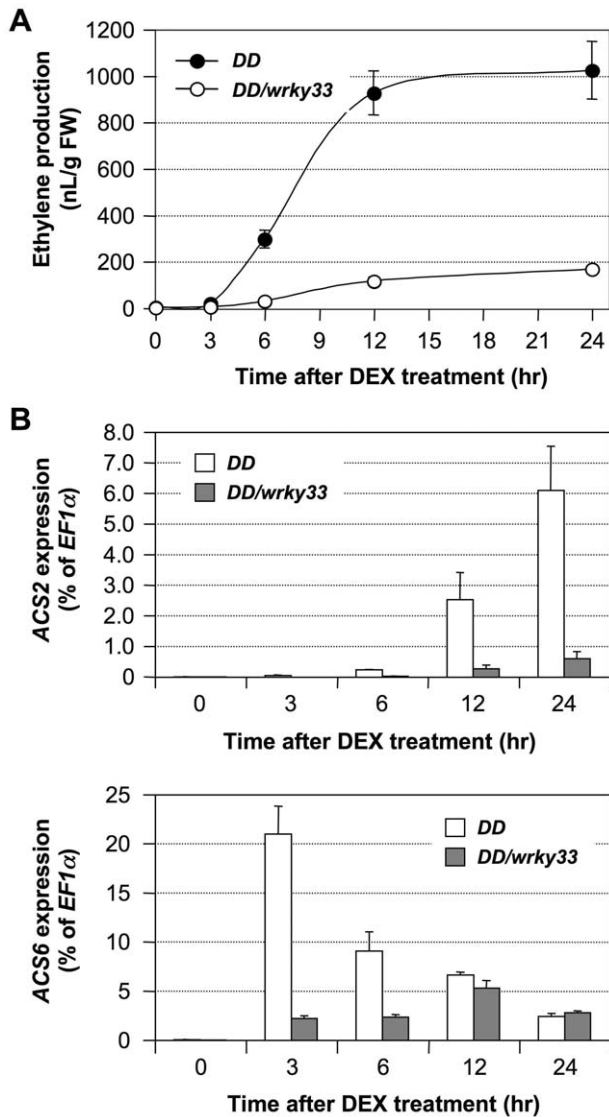 A
1200
1000
800
600
400
200
0
Ethylene production
(nL/g FW)
DD
DD/wrky33
0 3 6 9 12 15 18 21 24
Time after DEX treatment (hr)
B
8.0
7.0
6.0
5.0
4.0
3.0
2.0
1.0
0
ACS2 expression
(% of EF1α)
DD
DD/wrky33
0 3 6 12 24
Time after DEX treatment (hr)
25
20
15
10
5
0
ACS6 expression
(% of EF1α)
DD
DD/wrky33
0 3 6 12 24
Time after DEX treatment (hr)